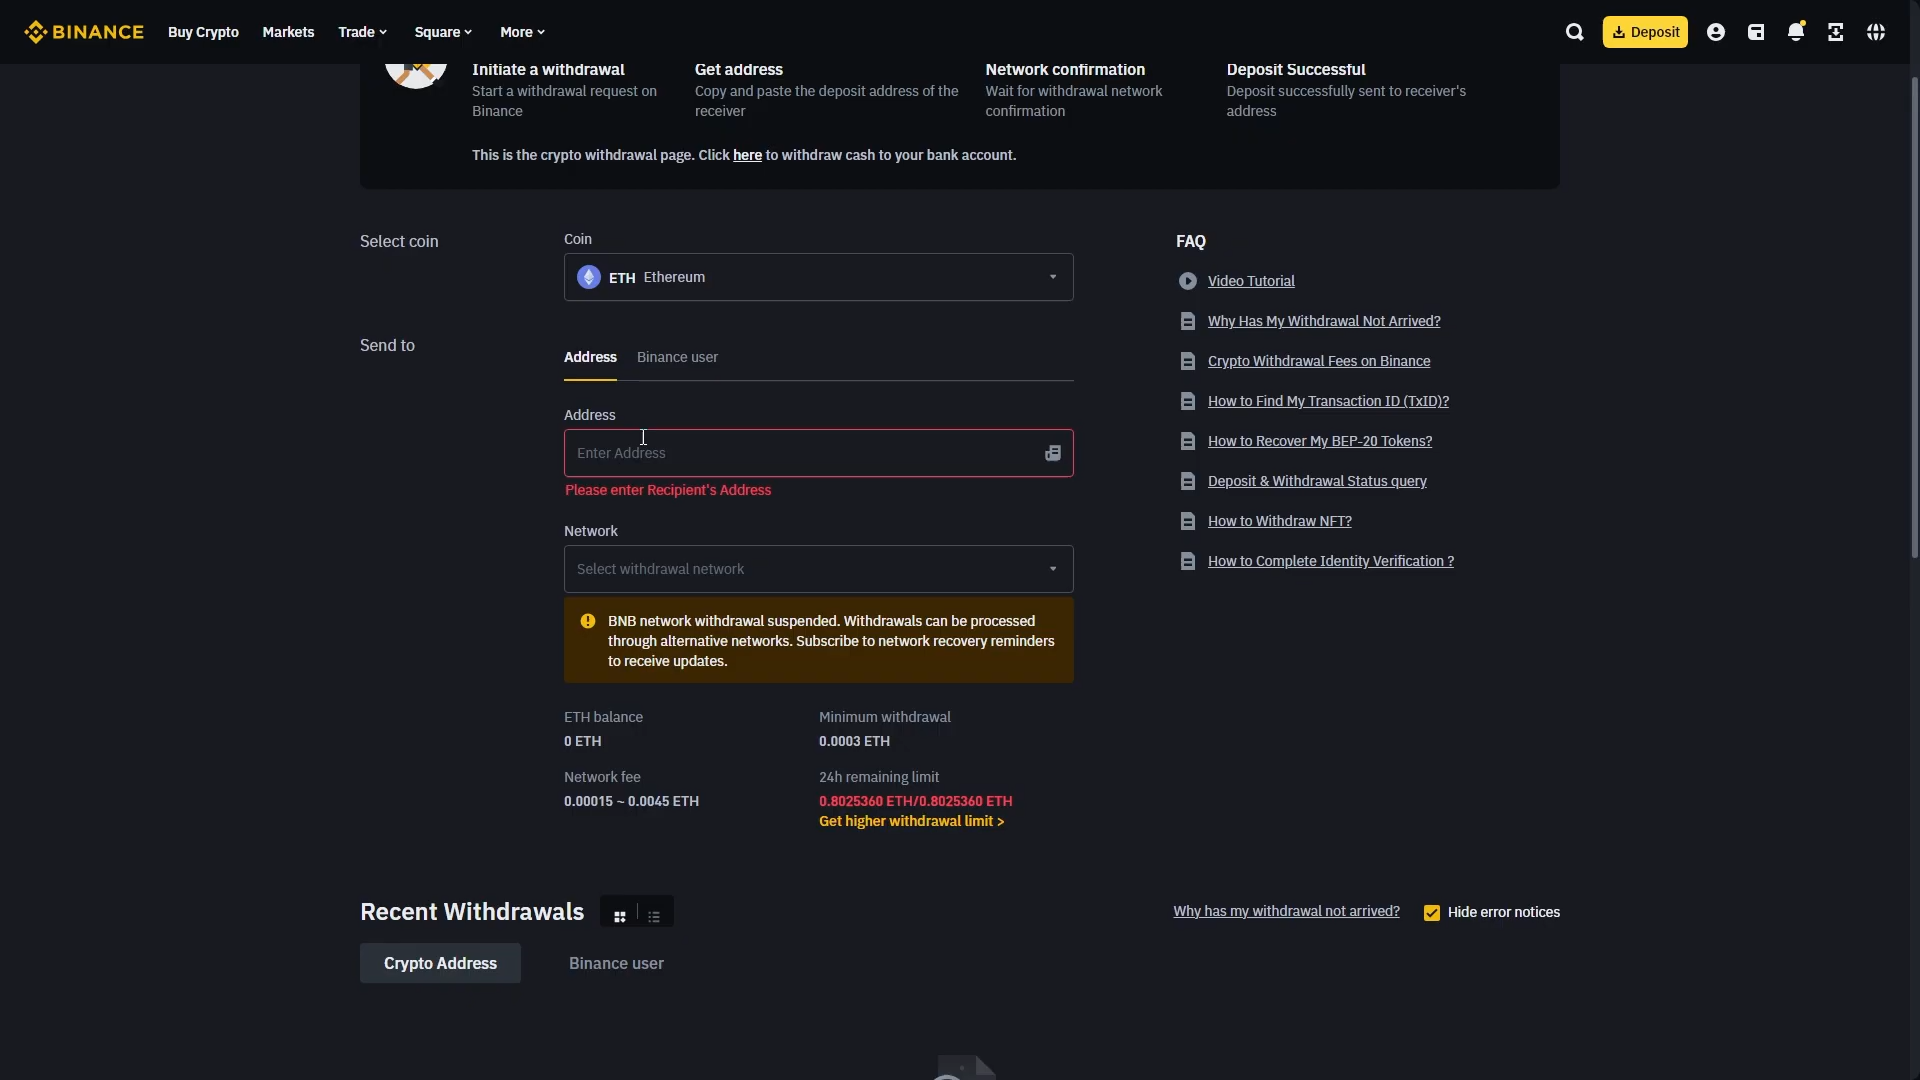 BINANCE
Buy Crypto
Markets
Trade
Square
More
Deposit
Initiate a withdrawal
Start a withdrawal request on
Binance
Get address
Copy and paste the deposit address of the
receiver
Network confirmation
Wait for withdrawal network
confirmation
Deposit Successful
Deposit successfully sent to receiver's
address
This is the crypto withdrawal page. Click here to withdraw cash to your bank account.
Select coin
Coin
ETH Ethereum
Send to
Address
Binance user
Address
Enter Address
Please enter Recipient's Address
Network
Select withdrawal network
BNB network withdrawal suspended. Withdrawals can be processed
through alternative networks. Subscribe to network recovery reminders
to receive updates.
ETH balance
0 ETH
Minimum withdrawal
0.0003 ETH
Network fee
0.00015 ~ 0.0045 ETH
24h remaining limit
0.8025360 ETH/0.8025360 ETH
Get higher withdrawal limit >
FAQ
Video Tutorial
Why Has My Withdrawal Not Arrived?
Crypto Withdrawal Fees on Binance
How to Find My Transaction ID (TxID)?
How to Recover My BEP-20 Tokens?
Deposit & Withdrawal Status query
How to Withdraw NFT?
How to Complete Identity Verification ?
Recent Withdrawals
Why has my withdrawal not arrived?
Hide error notices
Crypto Address
Binance user